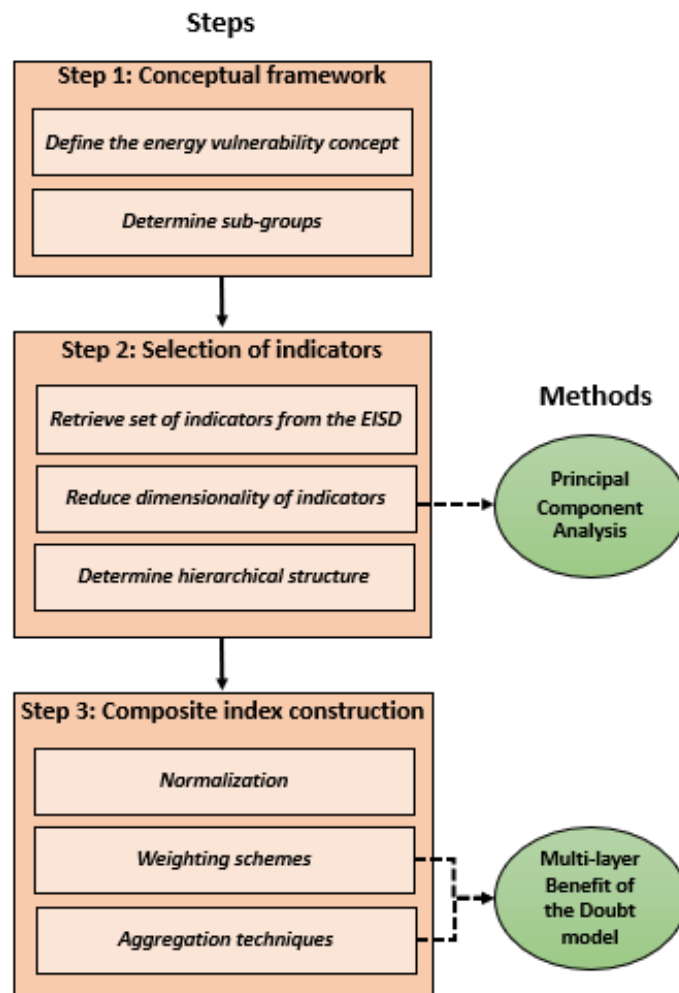 Steps
Step 1: Conceptual framework
Define the energy vulnerability concept
Determine sub-groups
Step 2: Selection of indicators
Retrieve set of indicators from the EISD
Reduce dimensionality of indicators
Determine hierarchical structure
Methods
Principal
Component
Analysis
Step 3: Composite index construction
Normalization
Weighting schemes
Aggregation techniques
Multi-layer
Benefit of
the Doubt
model